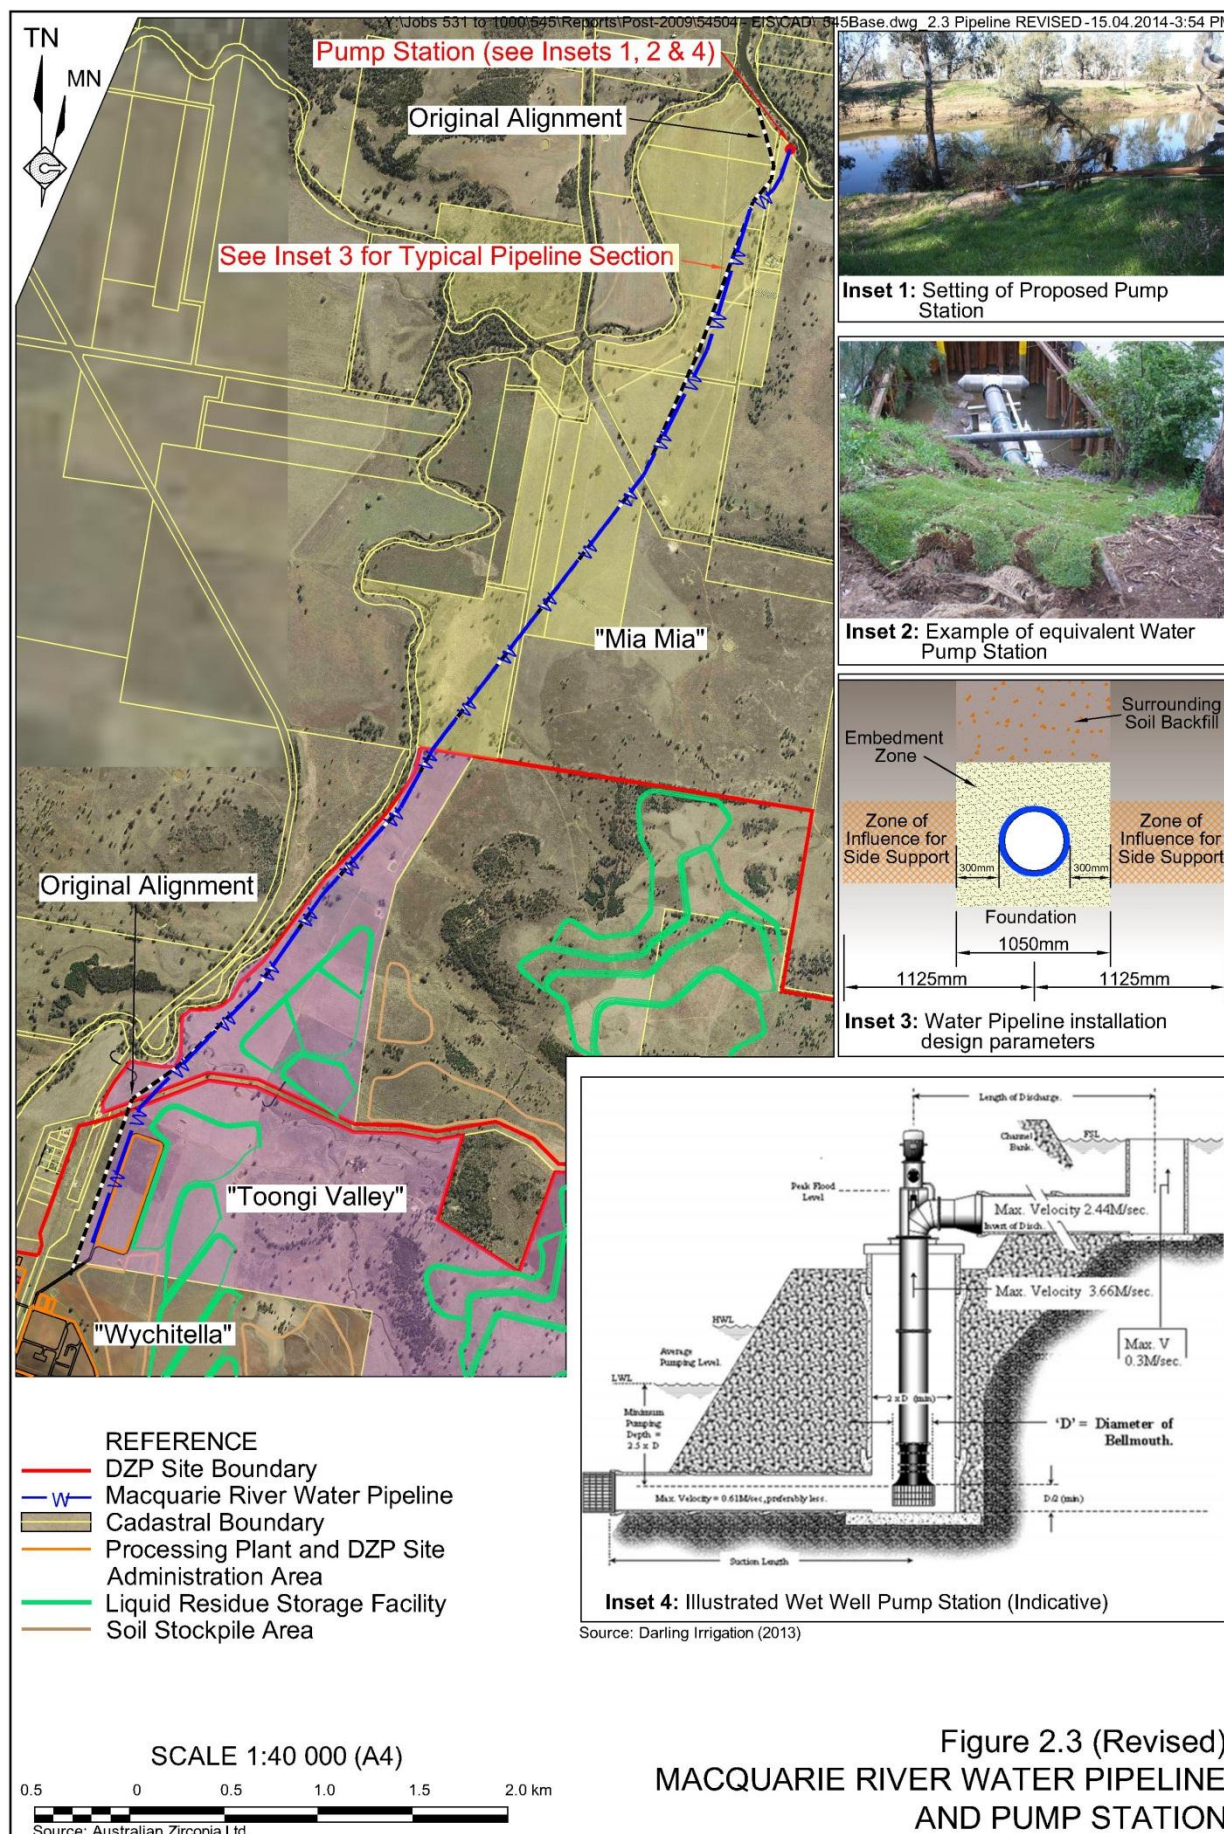 Y:\Jobs 531 to 1000\545\Reports\Post-2009\54504 - EIS\CAD\ 545Base.dwg_2.3 Pipeline REVISED -15.04.2014-3:54 PM
TN
MN
Pump Station (see Insets 1, 2 & 4)
Original Alignment
See Inset 3 for Typical Pipeline Section
"Mia Mia"
Original Alignment
"Toongi Valley"
"Wychitella"
Inset 1: Setting of Proposed Pump
Station
Inset 2: Example of equivalent Water
Pump Station
Surrounding
Soil Backfill
Embedment
Zone
Zone of
Influence for
Side Support
Zone of
Influence for
Side Support
300mm
300mm
Foundation
1050mm
1125mm
1125mm
Inset 3: Water Pipeline installation
design parameters
Length of Discharge.
Channel
Bank.
FSL
Peak Flood
Level
Max. Velocity 2.44M/sec.
Invert of Disch.
Max. Velocity 3.66M/sec.
HWL
Average
Pumping Level.
Max. V
0.3M/sec.
LWL
2 x D (min)
Minimum
Pumping
Depth =
2.5 x D
'D' = Diameter of
Bellmouth.
Max. Velocity = 0.61M/sec, preferably less.
D/2 (min)
Suction Length
Inset 4: Illustrated Wet Well Pump Station (Indicative)
Source: Darling Irrigation (2013)
REFERENCE
DZP Site Boundary
W Macquarie River Water Pipeline
Cadastral Boundary
Processing Plant and DZP Site
Administration Area
Liquid Residue Storage Facility
Soil Stockpile Area
SCALE 1:40 000 (A4)
0.5 0 0.5 1.0 1.5 2.0 km
Source: Australian Zirconia Ltd
Figure 2.3 (Revised)
MACQUARIE RIVER WATER PIPELINE
AND PUMP STATION